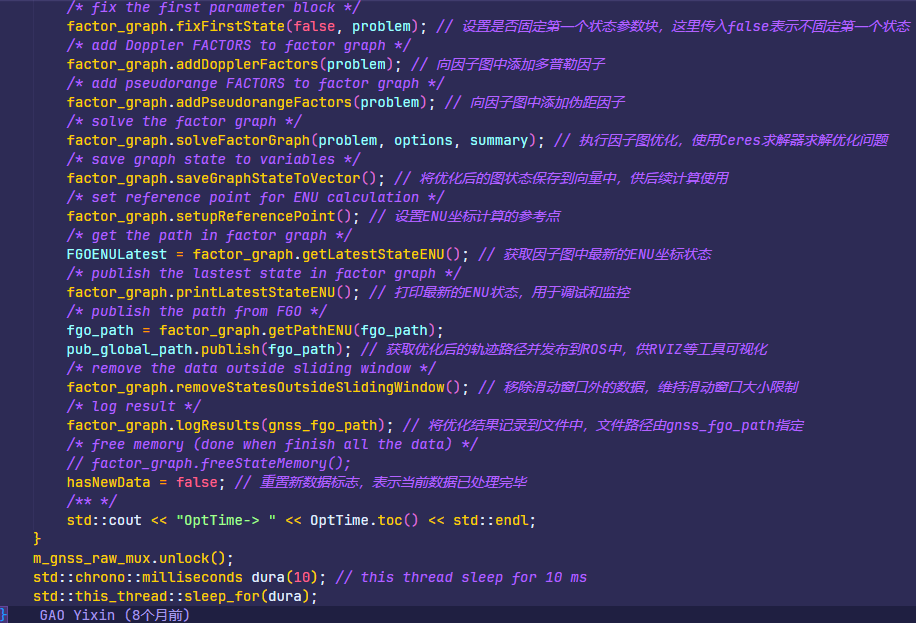 /* fix the first parameter block */
factor_graph.fixFirstState(false, problem); // 设置是否固定第一个状态参数块，这里传入false表示不固定第一个状态
/* add Doppler FACTORS to factor graph */
factor_graph.addDopplerFactors(problem); // 向因子图中添加多普勒因子
/* add pseudorange FACTORS to factor graph */
factor_graph.addPseudorangeFactors(problem); // 向因子图中添加伪距因子
/* solve the factor graph */
factor_graph.solveFactorGraph(problem, options, summary); // 执行因子图优化，使用Ceres求解器求解优化问题
/* save graph state to variables */
factor_graph.saveGraphStateToVector(); // 将优化后的图状态保存到向量中，供后续计算使用
/* set reference point for ENU calculation */
factor_graph.setupReferencePoint(); // 设置ENU坐标计算的参考点
/* get the path in factor graph */
FGOENULatest = factor_graph.getLatestStateENU(); // 获取因子图中最新的ENU坐标状态
/* publish the lastest state in factor graph */
factor_graph.printLatestStateENU(); // 打印最新的ENU状态，用于调试和监控
/* publish the path from FGO */
fgo_path = factor_graph.getPathENU(fgo_path);
pub_global_path.publish(fgo_path); // 获取优化后的轨迹路径并发布到ROS中，供RVIZ等工具可视化
/* remove the data outside sliding window */
factor_graph.removeStatesOutsideSlidingWindow(); // 移除滑动窗口外的数据，维持滑动窗口大小限制
/* log result */
factor_graph.logResults(gnss_fgo_path); // 将优化结果记录到文件中，文件路径由gnss_fgo_path指定
/* free memory (done when finish all the data) */
// factor_graph.freeStateMemory();
hasNewData = false; // 重置新数据标志，表示当前数据已处理完毕
/** */
std::cout << "OptTime-> " << OptTime.toc() << std::endl;
}
m_gnss_raw_mux.unlock();
std::chrono::milliseconds dura(10); // this thread sleep for 10 ms
std::this_thread::sleep_for(dura);
} GAO Yixin (8个月前)